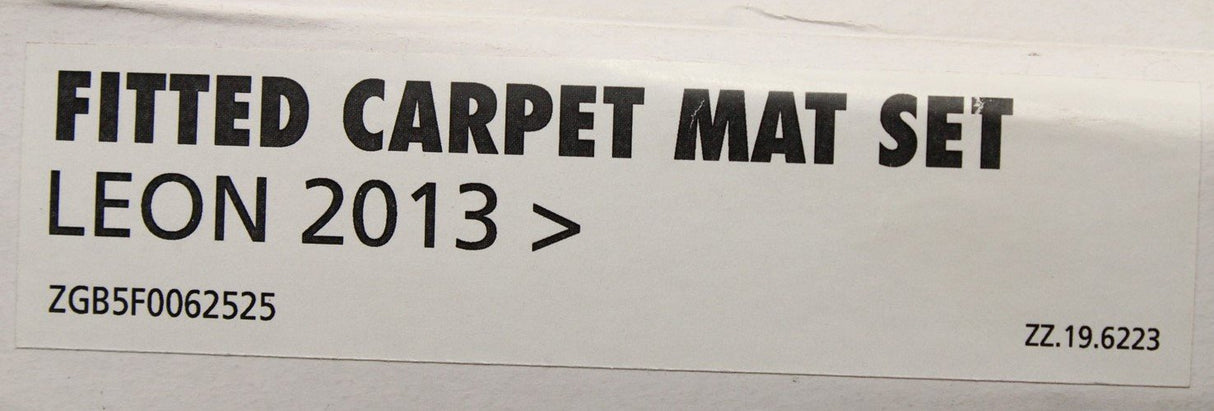 FITTED CARPET MAT SET
LEON 2013 >
ZGB5F0062525
ZZ.19.6223